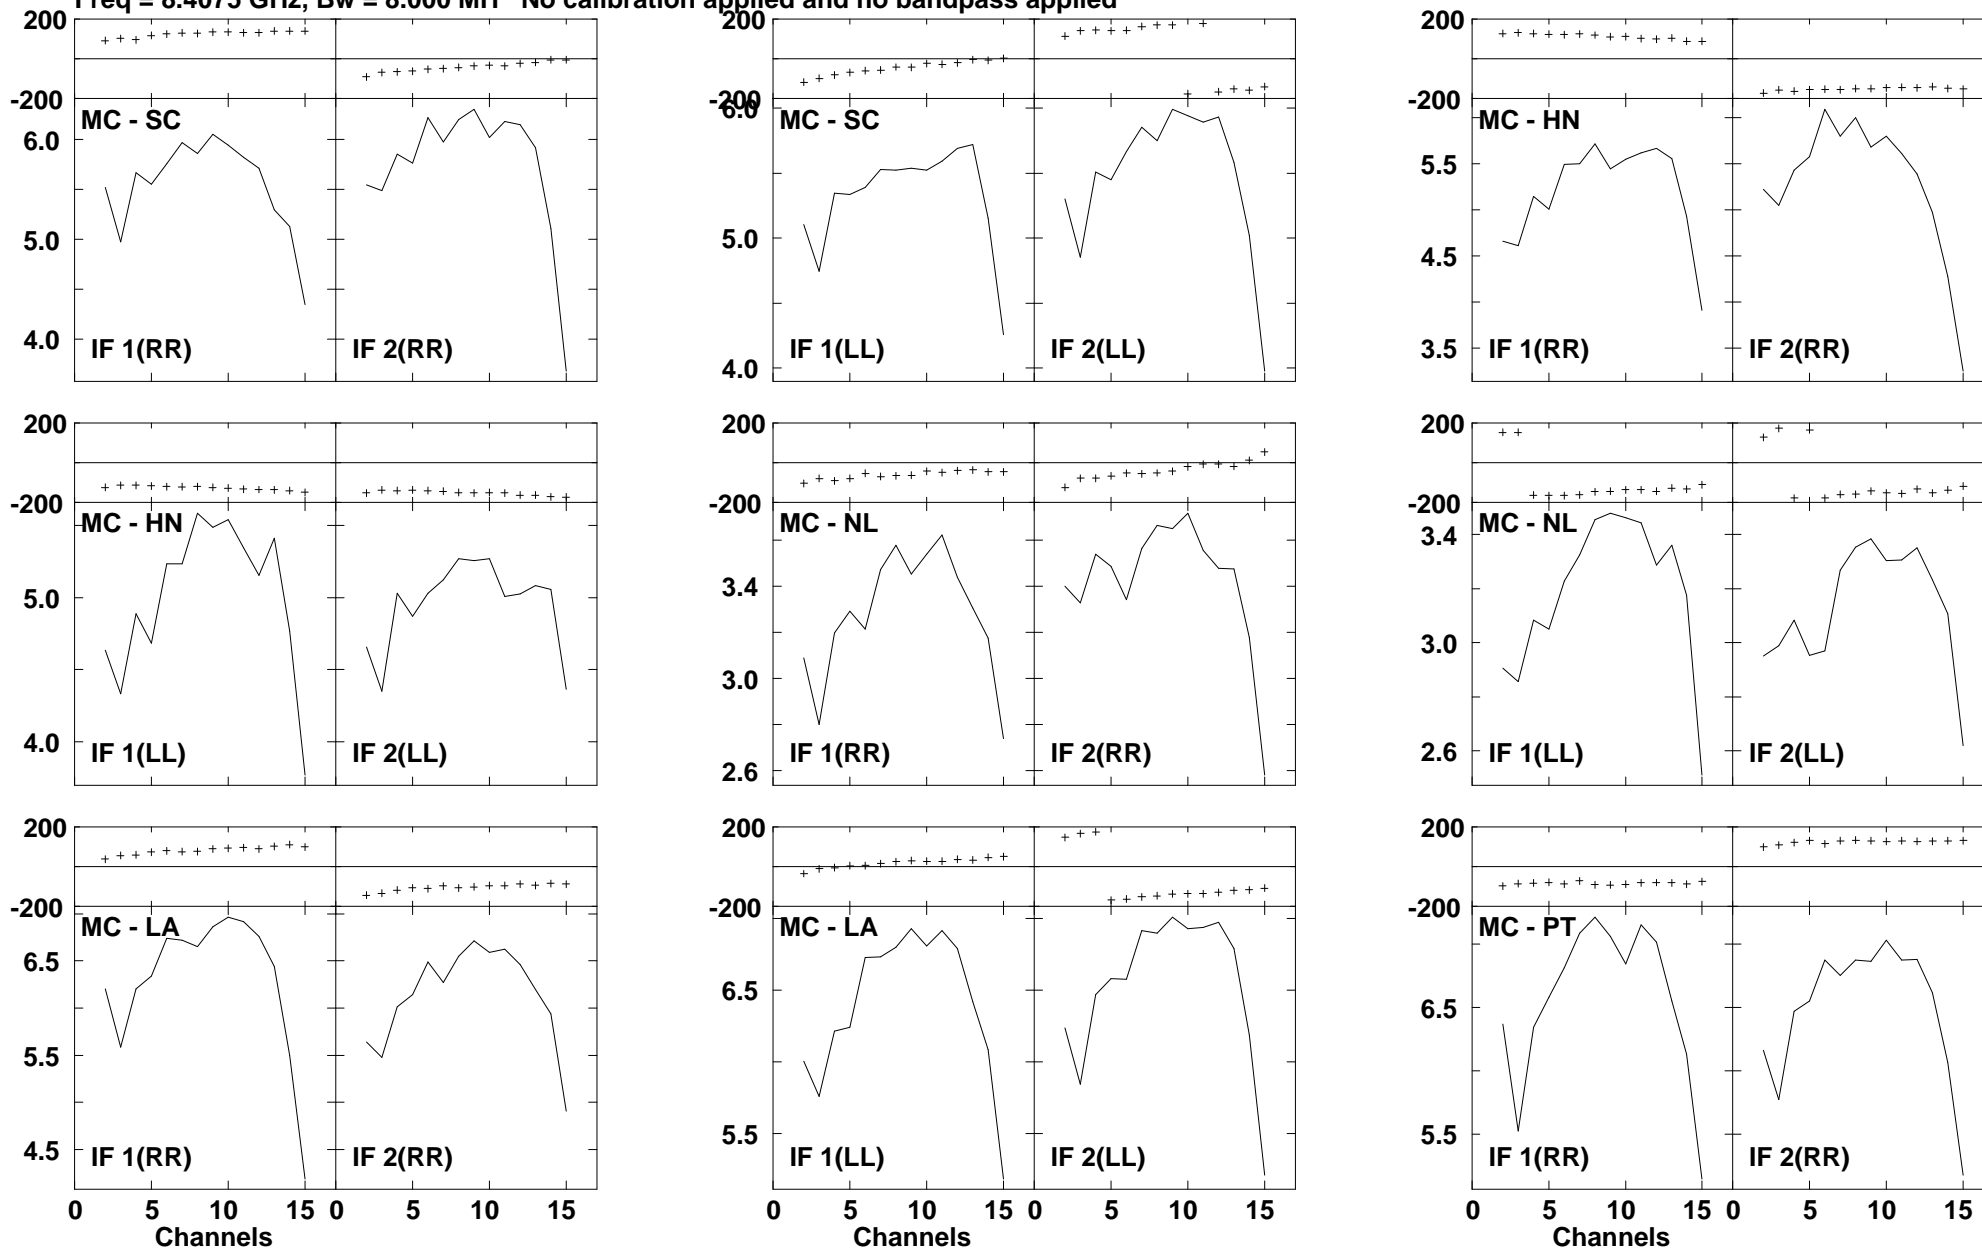 Freq = 8.4075 GHz, Bw = 8.000 MH No calibration applied and no bandpass applied
200
-200
MC - SC
6.0
5.0
4.0
IF 1(RR)
IF 2(RR)
-200
6.0
MC - SC
5.0
4.0
IF 1(LL)
IF 2(LL)
200
-200
MC - HN
5.5
4.5
3.5
IF 1(RR)
IF 2(RR)
200
-200
MC - HN
5.0
4.0
IF 1(LL)
IF 2(LL)
200
-200
MC - NL
3.4
3.0
2.6
IF 1(RR)
IF 2(RR)
200
-200
MC - NL
3.4
3.0
2.6
IF 1(LL)
IF 2(LL)
200
-200
MC - LA
6.5
5.5
4.5
IF 1(RR)
IF 2(RR)
0 5 10 15 0 5 10 15
Channels
200
-200
MC - LA
6.5
5.5
IF 1(LL)
IF 2(LL)
0 5 10 15 0 5 10 15
Channels
200
-200
MC - PT
6.5
5.5
IF 1(RR)
IF 2(RR)
0 5 10 15 0 5 10 15
Channels